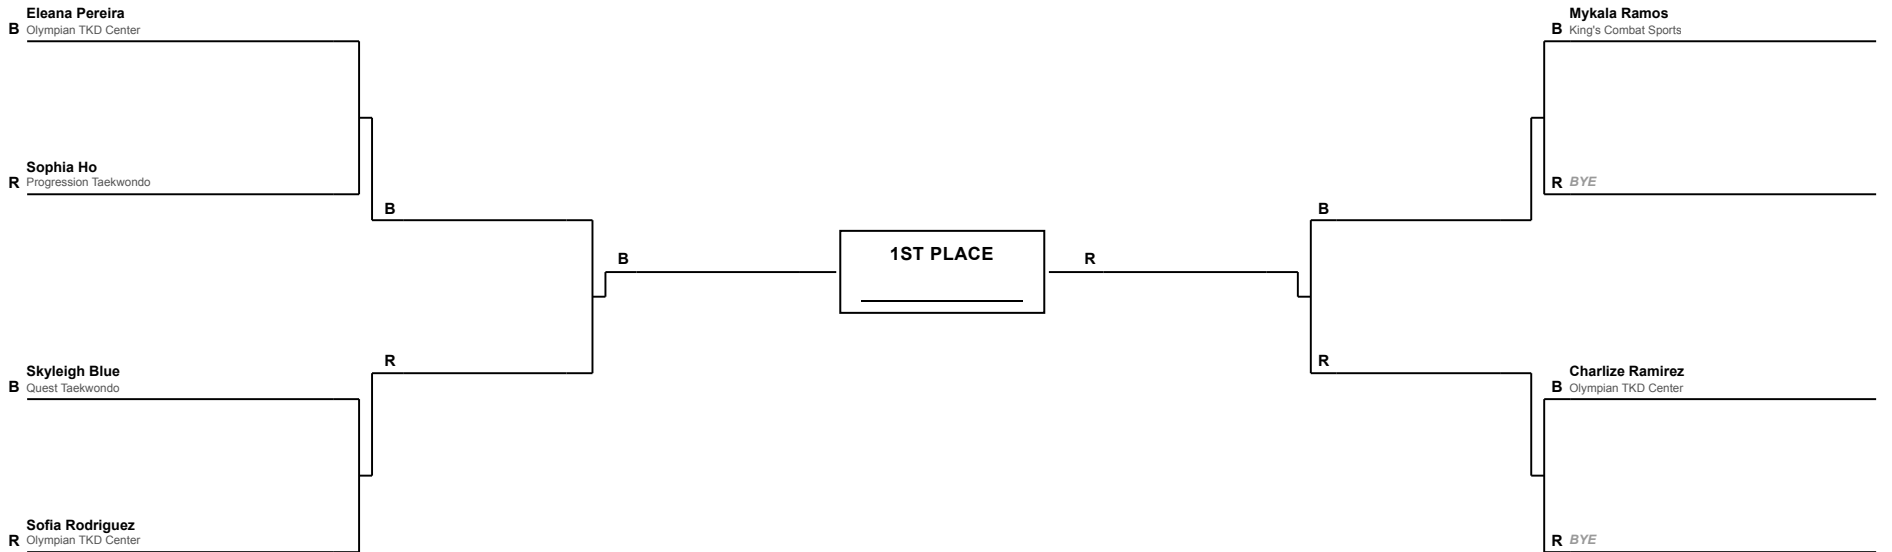 Eleana Pereira
B Olympian TKD Center
Sophia Ho
R Progression Taekwondo
B
B
R
Skyleigh Blue
B Quest Taekwondo
Sofia Rodriguez
R Olympian TKD Center
1ST PLACE
R
Mykala Ramos
B King's Combat Sports
R BYE
B
R
Charlize Ramirez
B Olympian TKD Center
R BYE